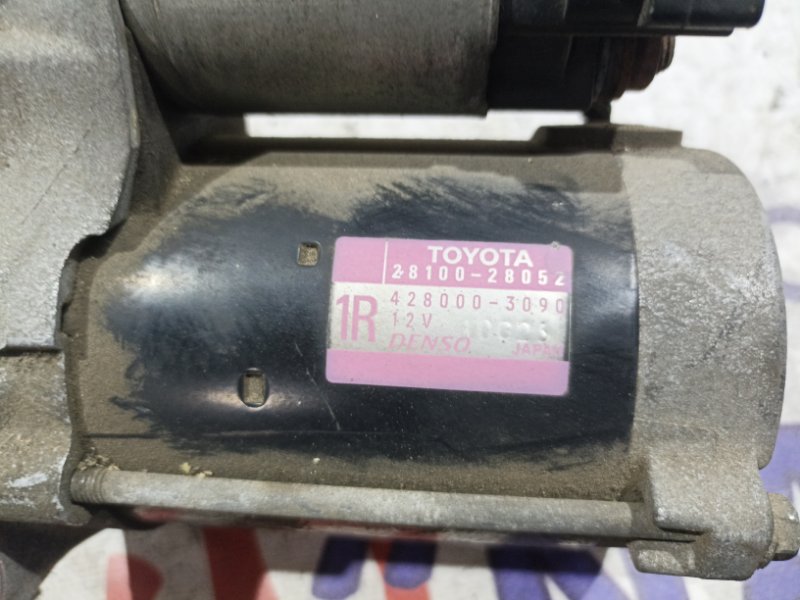 TOYOTA
28100-28052
1R 428000-3090
12V
DENSO JAPAN